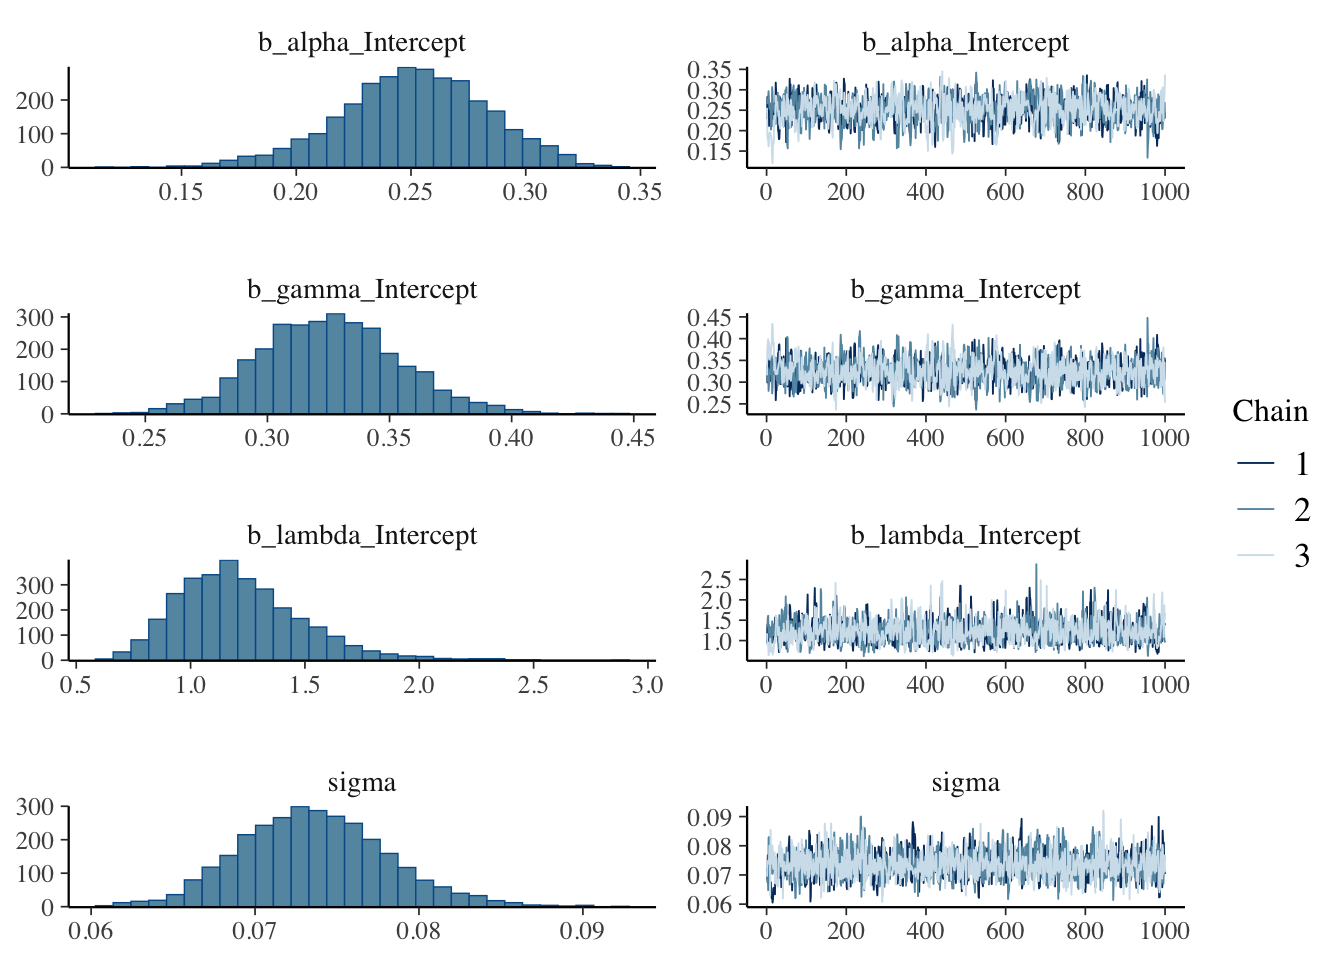 b_alpha_Intercept
200
100
0
0.15 0.20 0.25 0.30 0.35
b_alpha_Intercept
0.35
0.30
0.25
0.20
0.15
0 200 400 600 800 1000
b_gamma_Intercept
300
200
100
0
0.25 0.30 0.35 0.40 0.45
b_gamma_Intercept
0.45
0.40
0.35
0.30
0.25
0 200 400 600 800 1000
b_lambda_Intercept
300
200
100
0
0.5 1.0 1.5 2.0 2.5 3.0
b_lambda_Intercept
2.5
2.0
1.5
1.0
0 200 400 600 800 1000
sigma
300
200
100
0
0.06 0.07 0.08 0.09
sigma
0.09
0.08
0.07
0.06
0 200 400 600 800 1000
Chain
1
2
3